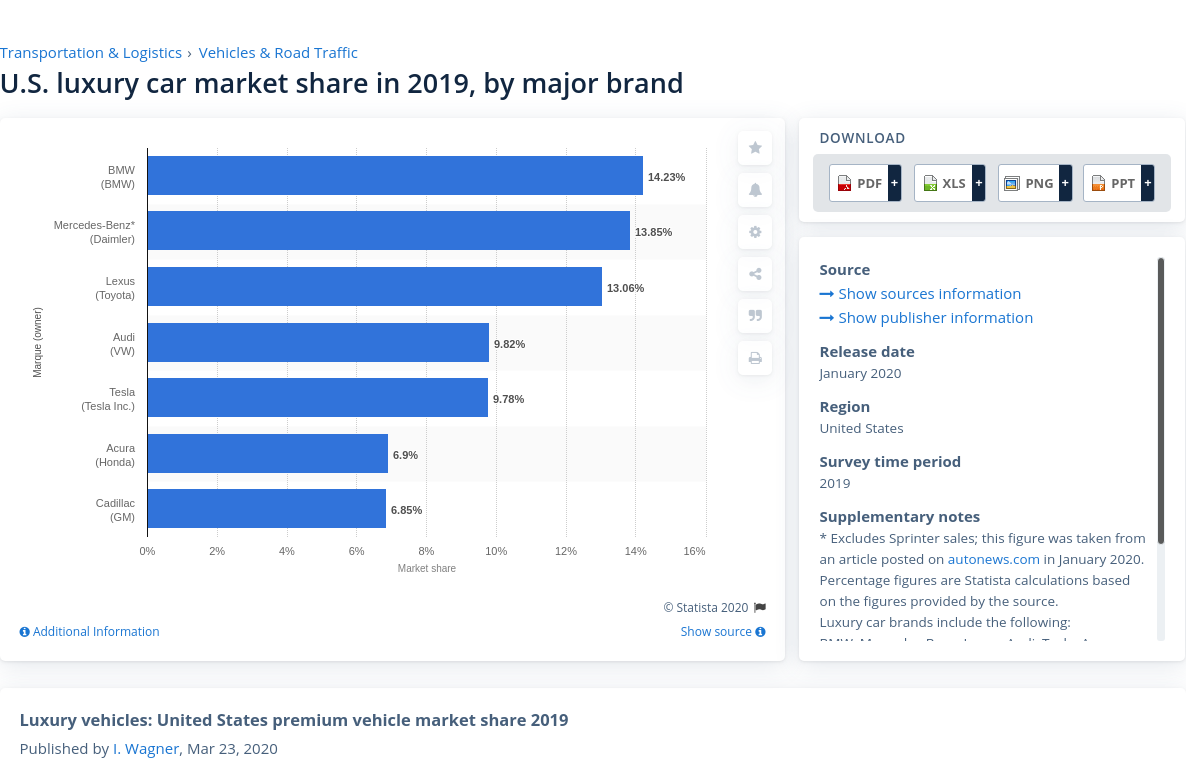 Transportation & Logistics › Vehicles & Road Traffic
U.S. luxury car market share in 2019, by major brand
Marque (owner)
BMW
(BMW)
14.23%
Mercedes-Benz*
(Daimler)
13.85%
Lexus
(Toyota)
13.06%
Audi
(VW)
9.82%
Tesla
(Tesla Inc.)
9.78%
Acura
(Honda)
6.9%
Cadillac
(GM)
6.85%
0% 2% 4% 6% 8% 10% 12% 14% 16%
Market share
© Statista 2020
Additional Information
Show source
DOWNLOAD
PDF + XLS + PNG + PPT +
Source
Show sources information
Show publisher information
Release date
January 2020
Region
United States
Survey time period
2019
Supplementary notes
* Excludes Sprinter sales; this figure was taken from
an article posted on autonews.com in January 2020.
Percentage figures are Statista calculations based
on the figures provided by the source.
Luxury car brands include the following:
Luxury vehicles: United States premium vehicle market share 2019
Published by I. Wagner, Mar 23, 2020